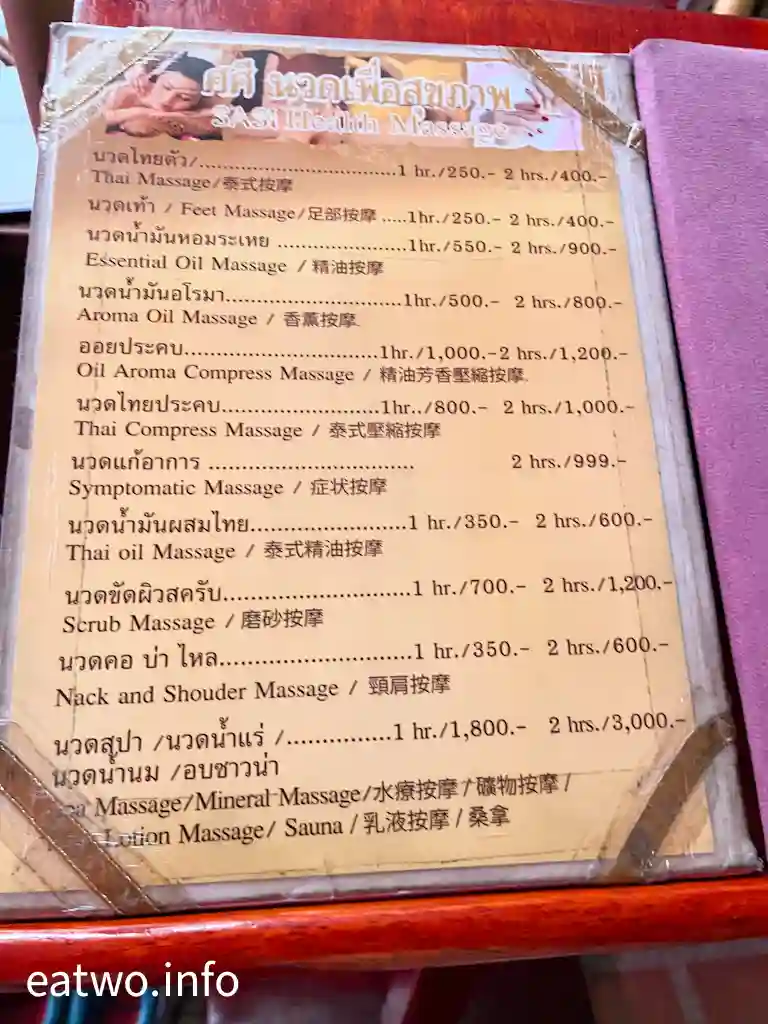 ศศิ นวดเพื่อสุขภาพ
SASI Health Massage
นวดไทยตัว/..................................1 hr./250.- 2 hrs./400.-
Thai Massage/泰式按摩
นวดเท้า / Feet Massage/足部按摩 .....1hr./250.- 2 hrs./400.-
นวดน้ำมันหอมระเหย ......................1hr./550.- 2 hrs./900.-
Essential Oil Massage / 精油按摩
นวดน้ำมันอโรมา.............................1hr./500.- 2 hrs./800.-
Aroma Oil Massage / 香薰按摩.
ออยประคบ................................1hr./1,000.-2 hrs./1,200.-
Oil Aroma Compress Massage / 精油芳香壓縮按摩.
นวดไทยประคบ..........................1hr../800.- 2 hrs./1,000.-
Thai Compress Massage / 泰式壓縮按摩
นวดแก้อาการ .................................. 2 hrs./999.-
Symptomatic Massage / 症状按摩
นวดน้ำมันผสมไทย..........................1 hr./350.- 2 hrs./600.-
Thai oil Massage / 泰式精油按摩
นวดขัดผิวสครับ...............................1 hr./700.- 2 hrs./1,200.-
Scrub Massage / 磨砂按摩
นวดคอ บ่า ไหล................................1 hr./350.- 2 hrs./600.-
Nack and Shouder Massage / 頸肩按摩
นวดสปา /นวดน้ำแร่ /................1 hr./1,800.- 2 hrs./3,000.-
นวดน้ำนม /อบซาวน่า
Massage/Mineral Massage/水療按摩 / 礦物按摩 /
Lotion Massage/ Sauna / 乳液按摩 / 桑拿
eatwo.info